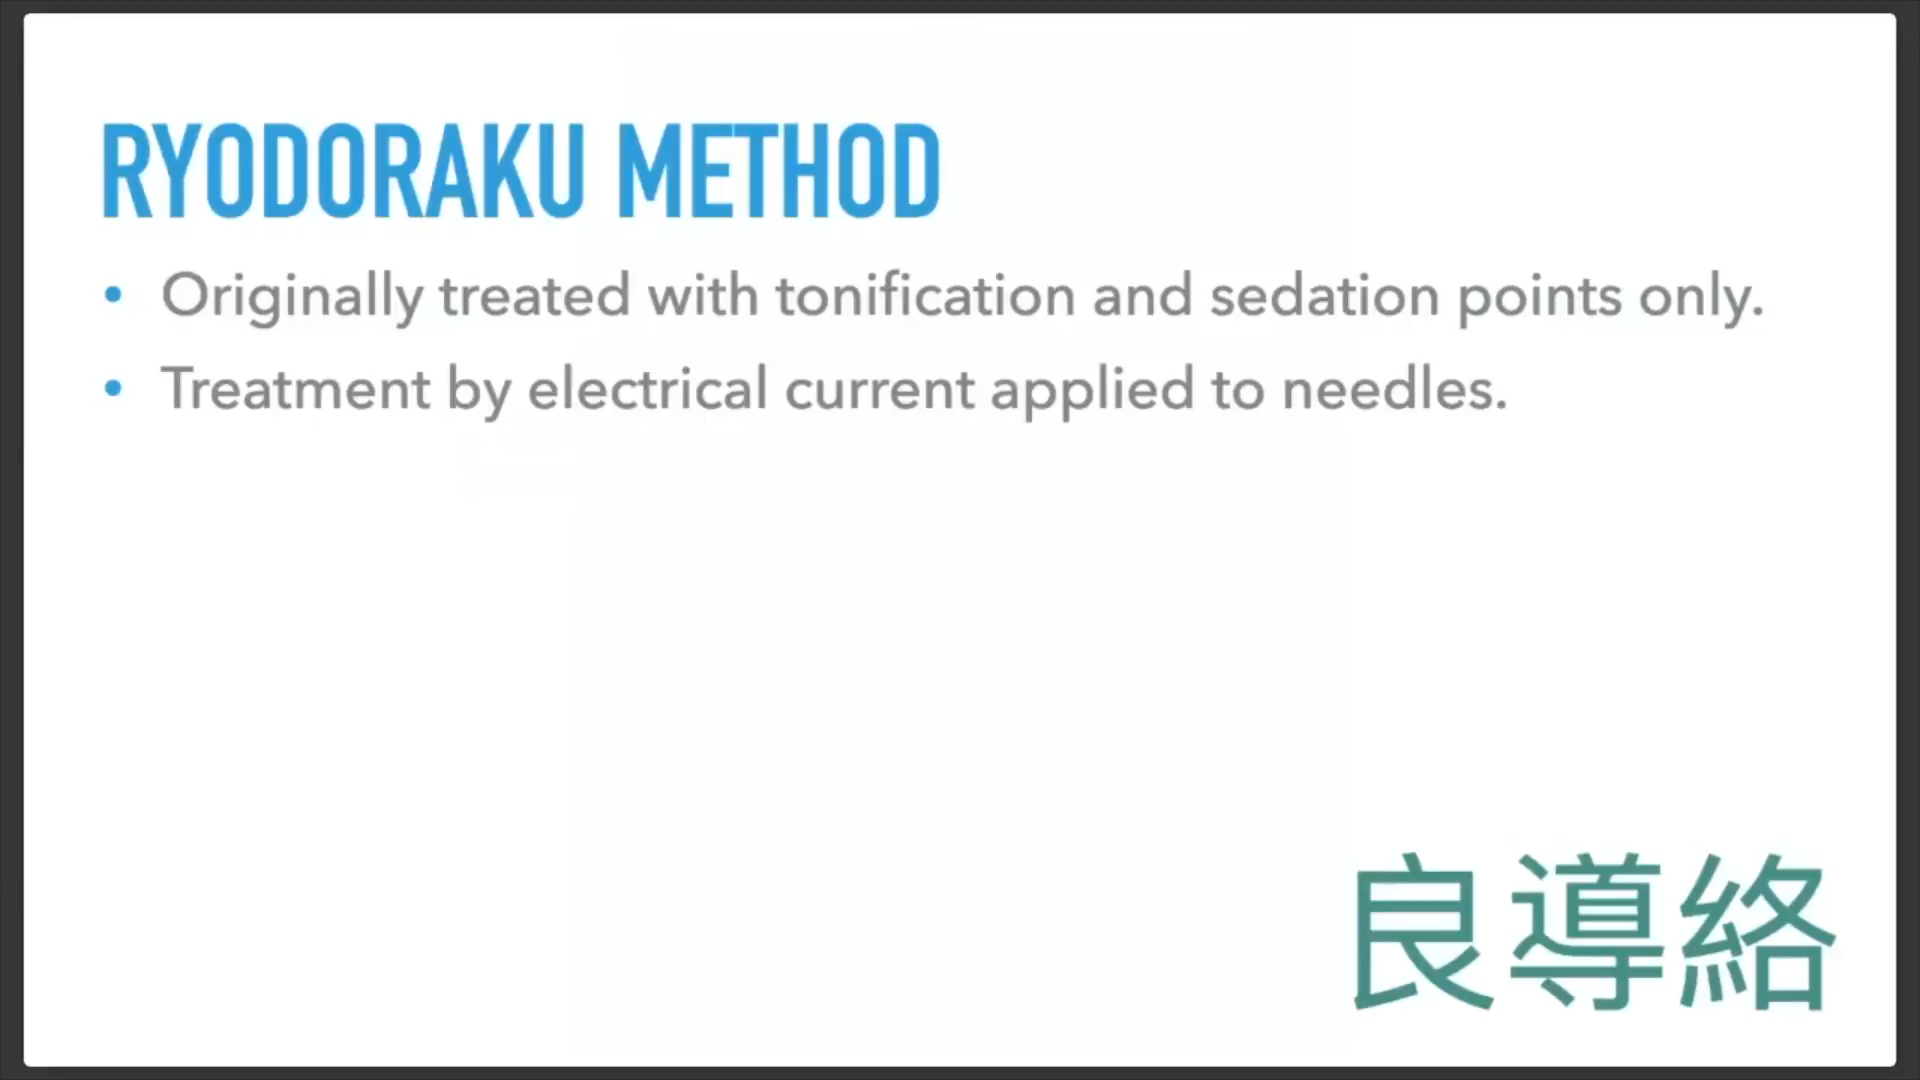 RYODORAKU METHOD
• Originally treated with tonification and sedation points only.
• Treatment by electrical current applied to needles.
良導絡